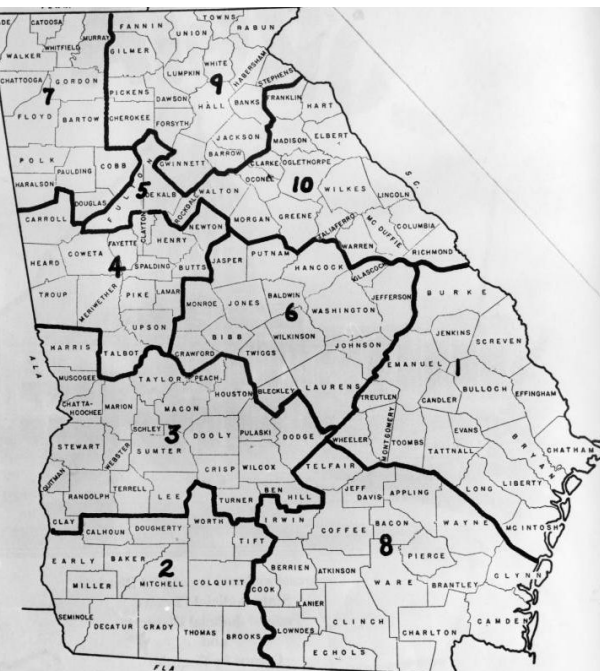 DE
CATOOSA
WHITFIELD
MURRAY
FANNIN
TOWNS
UNION
RABUN
WALKER
GILMER
WHITE
HABERSHAM
LUMPKIN
STEPHENS
CHATTOOGA
GORDON
7
9
PICKENS
DAWSON
HALL
BANKS
FRANKLIN
HART
FLOYD
BARTOW
CHEROKEE
FORSYTH
JACKSON
MADISON
ELBERT
POLK
PAULDING
COBB
GWINNETT
BARROW
CLARKE
OGLETHORPE
OCONEE
HARALSON
DOUGLAS
FULTON
5
DEKALB
WALTON
ROCKDALE
10
WILKES
LINCOLN
S C
CARROLL
CLAYTON
NEWTON
MORGAN
GREENE
TALIAFERRO
MC DUFFIE
COLUMBIA
FAYETTE
HENRY
WARREN
RICHMOND
HEARD
COWETA
4
SPALDING
BUTTS
JASPER
PUTNAM
HANCOCK
GLASCOCK
TROUP
MERIWETHER
PIKE
LAMAR
MONROE
JONES
BALDWIN
WASHINGTON
JEFFERSON
BURKE
6
UPSON
BIBB
WILKINSON
JENKINS
SCREVEN
ALA
HARRIS
TALBOT
CRAWFORD
TWIGGS
JOHNSON
EMANUEL
1
MUSCOGEE
TAYLOR
PEACH
HOUSTON
BLECKLEY
LAURENS
TREUTLEN
CANDLER
BULLOCH
EFFINGHAM
CHATTA-
HOOCHEE
MARION
MACON
SCHLEY
3
DOOLY
PULASKI
DODGE
WHEELER
MONTGOMERY
TOOMBS
EVANS
TATTNALL
BRYAN
CHATHAM
STEWART
WEBSTER
SUMTER
CRISP
WILCOX
TELFAIR
QUITMAN
RANDOLPH
TERRELL
LEE
TURNER
BEN HILL
JEFF
DAVIS
APPLING
LONG
LIBERTY
CLAY
CALHOUN
DOUGHERTY
WORTH
IRWIN
COFFEE
BACON
WAYNE
MCINTOSH
TIFT
8
EARLY
BAKER
2
MITCHELL
COLQUITT
BERRIEN
ATKINSON
PIERCE
MILLER
COOK
WARE
BRANTLEY
GLYNN
SEMINOLE
DECATUR
GRADY
THOMAS
BROOKS
LANIER
LOWNDES
CLINCH
CHARLTON
CAMDEN
ECHOLS
FLA